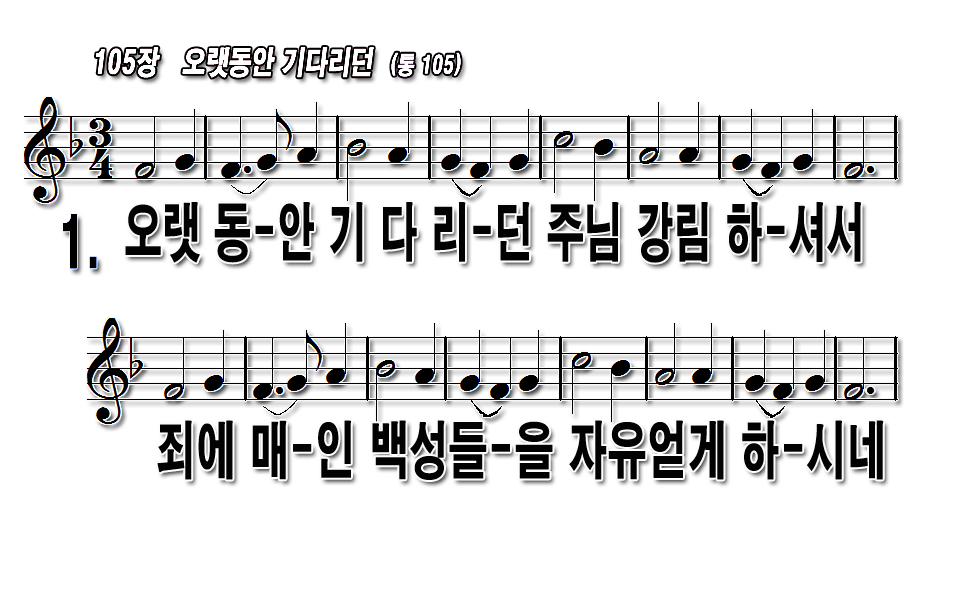 105장 오랫동안 기다리던 (통 105)
3
4
1. 오랫 동-안 기 다 리-던 주님 강림 하-셔서
죄에 매-인 백성들-을 자유얻게 하-시네